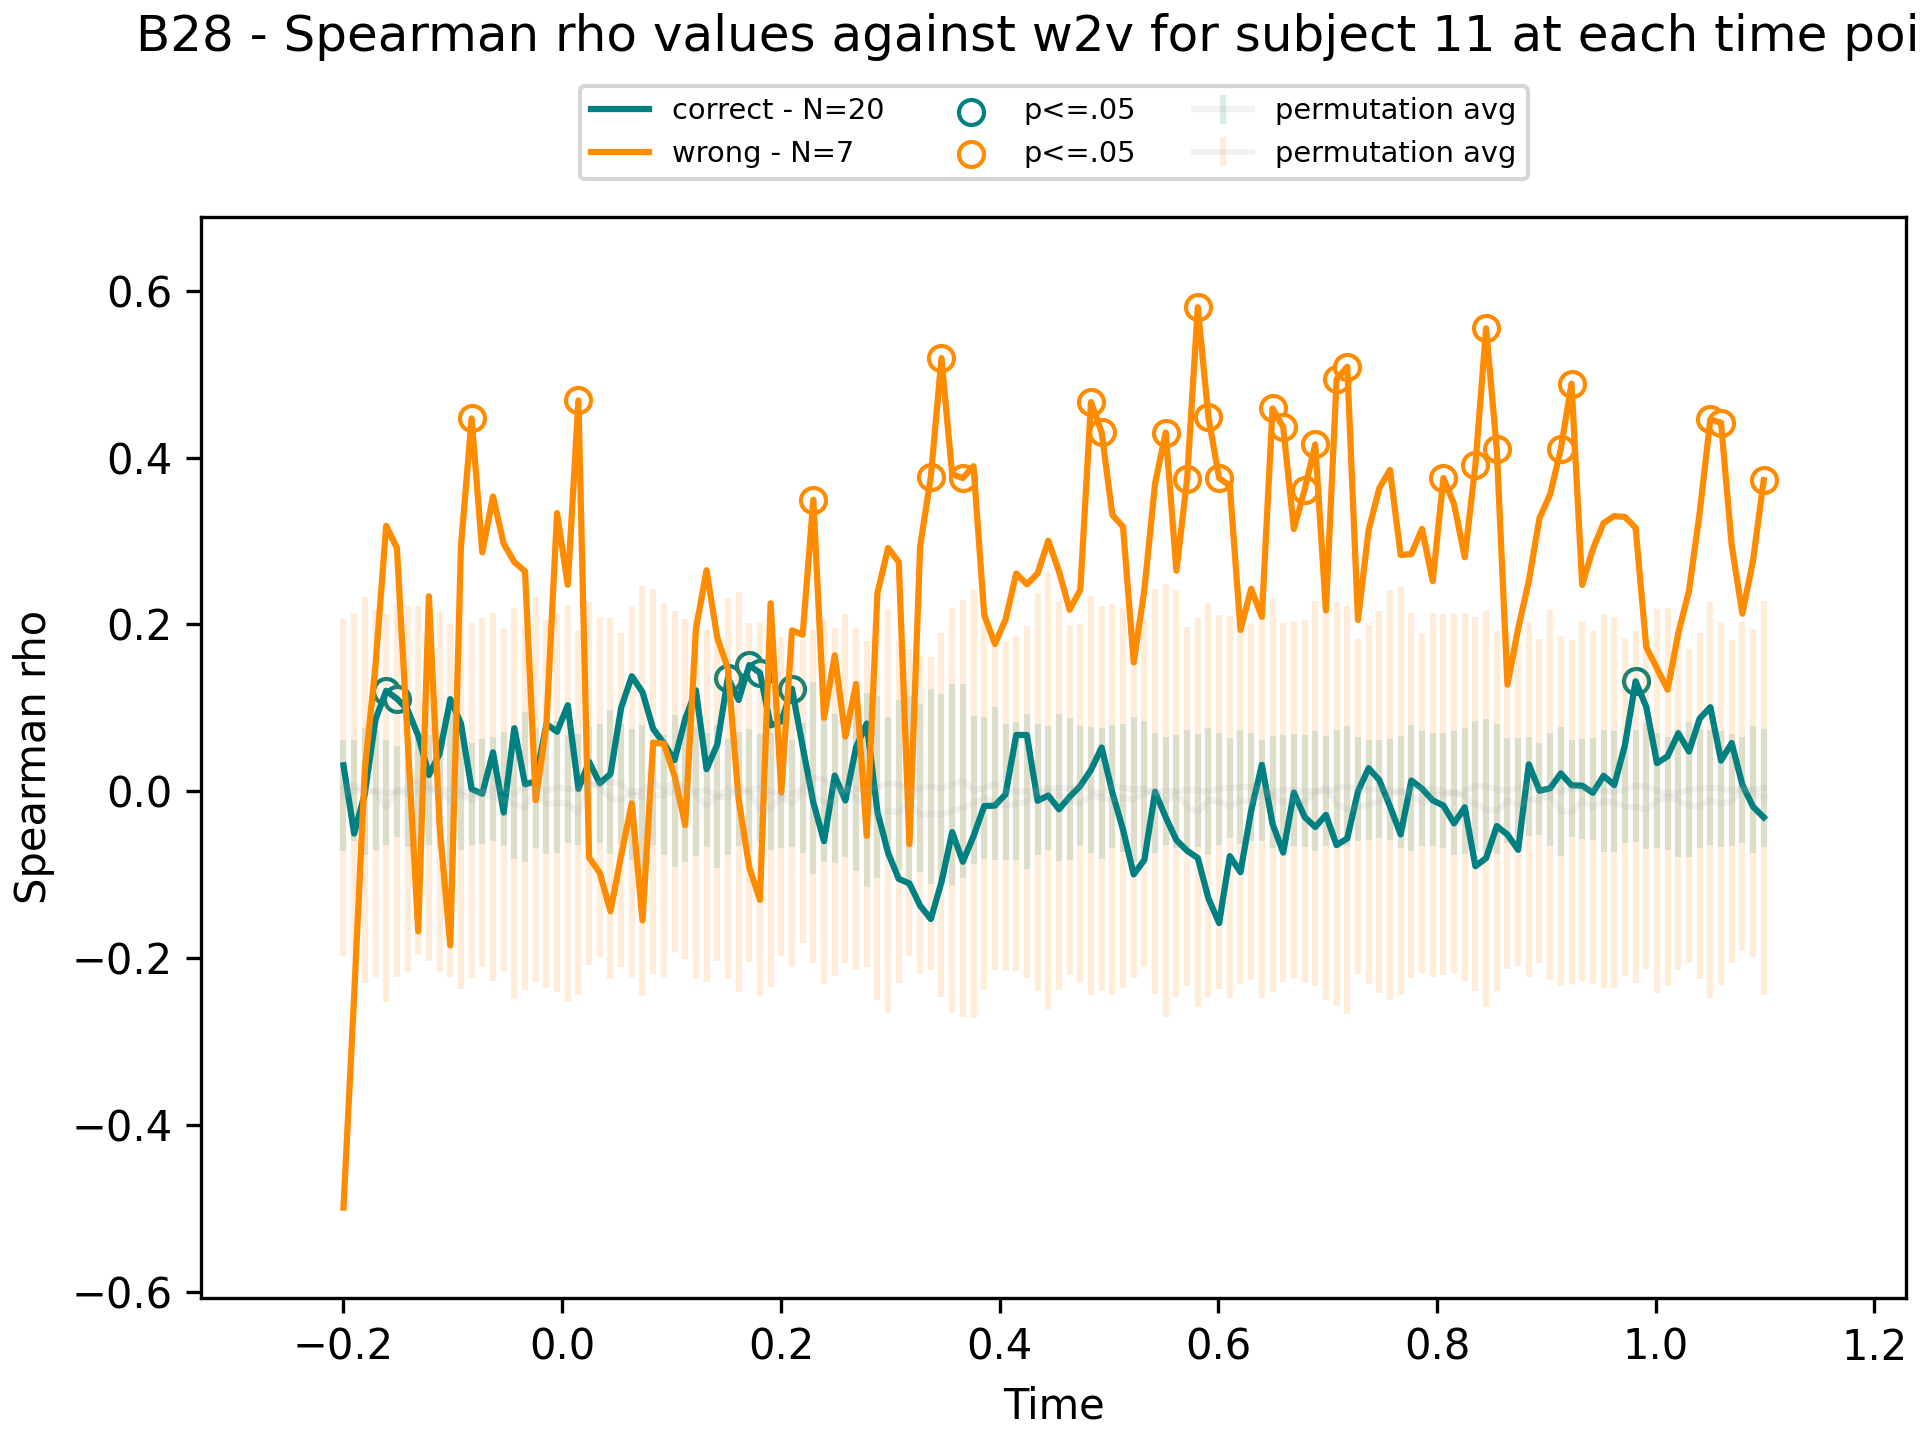 B28 - Spearman rho values against w2v for subject 11 at each time poi
correct - N=20
wrong - N=7
p<=.05
p<=.05
permutation avg
permutation avg
Spearman rho
0.6
0.4
0.2
0.0
−0.2
−0.4
−0.6
−0.2
0.0
0.2
0.4
0.6
0.8
1.0
1.2
Time